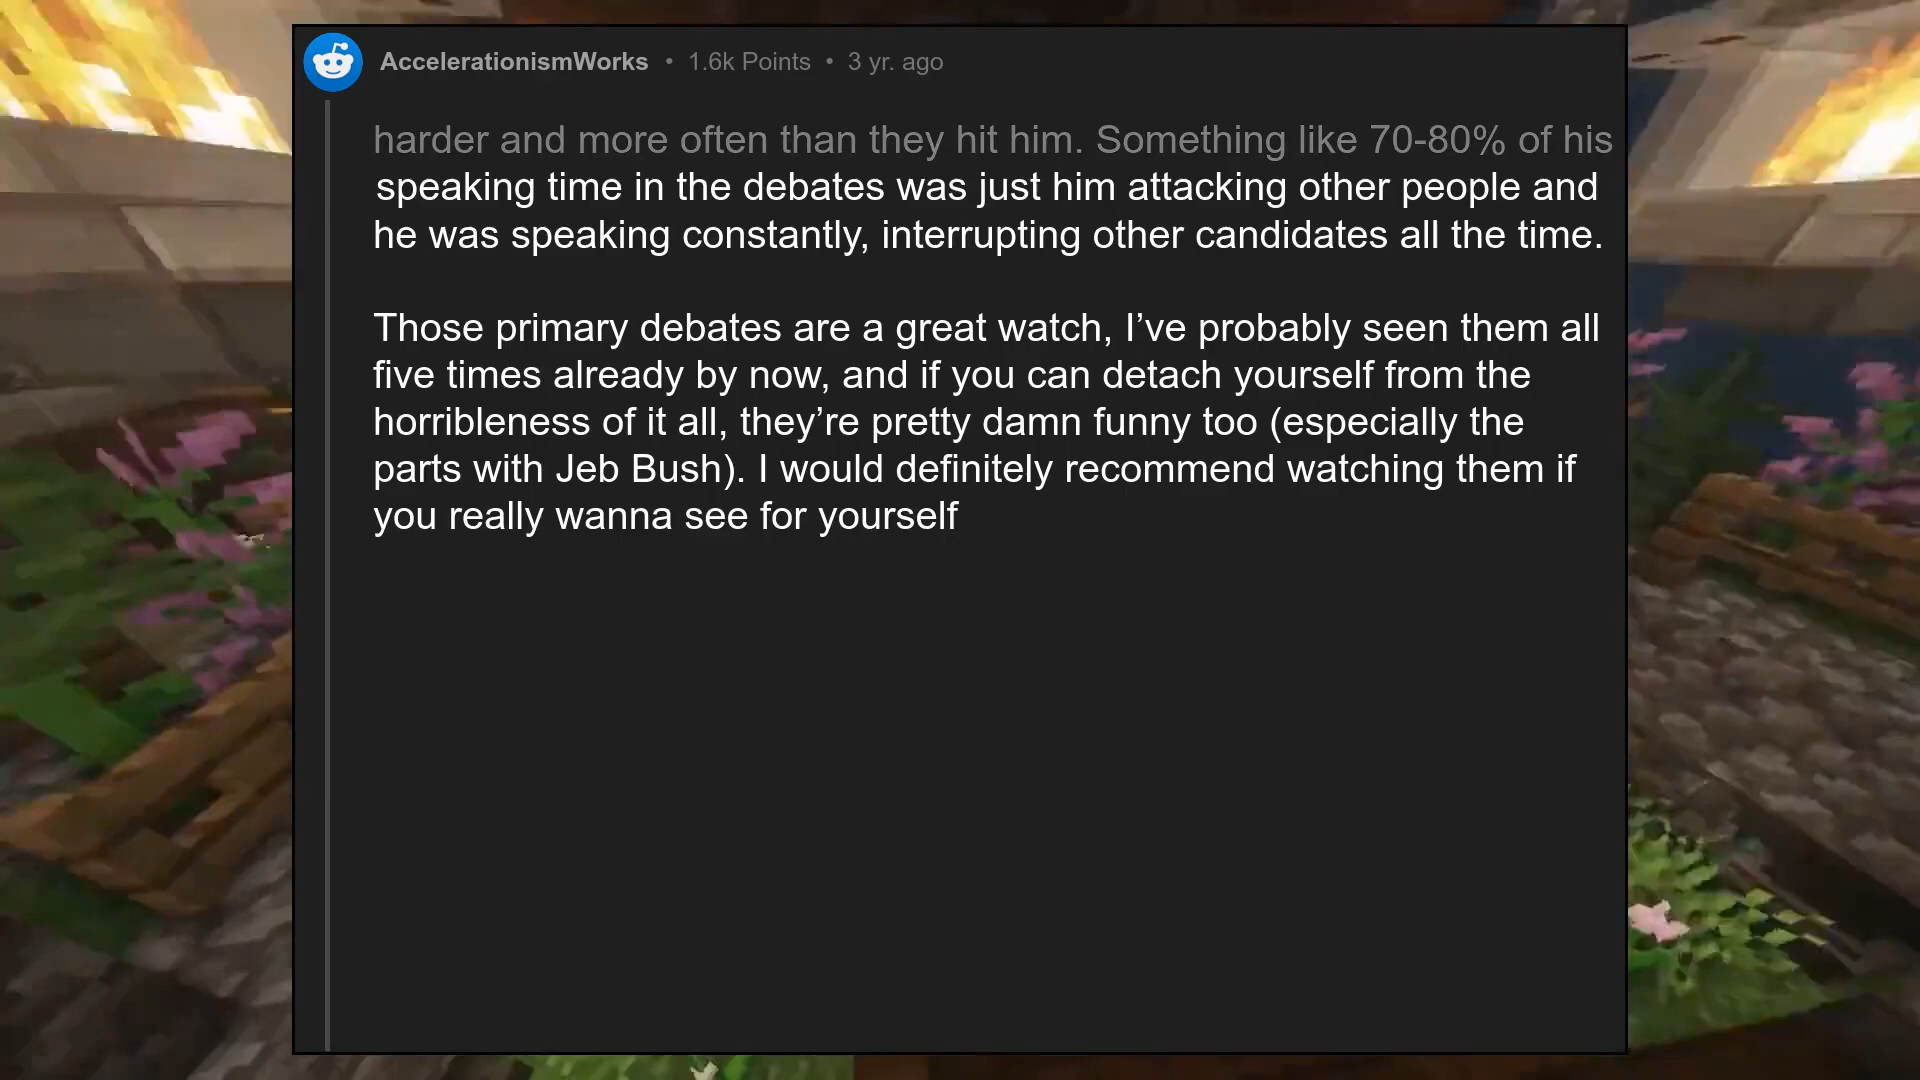 AccelerationismWorks • 1.6k Points • 3 yr. ago
harder and more often than they hit him. Something like 70-80% of his
speaking time in the debates was just him attacking other people and
he was speaking constantly, interrupting other candidates all the time.
Those primary debates are a great watch, I’ve probably seen them all
five times already by now, and if you can detach yourself from the
horribleness of it all, they’re pretty damn funny too (especially the
parts with Jeb Bush). I would definitely recommend watching them if
you really wanna see for yourself